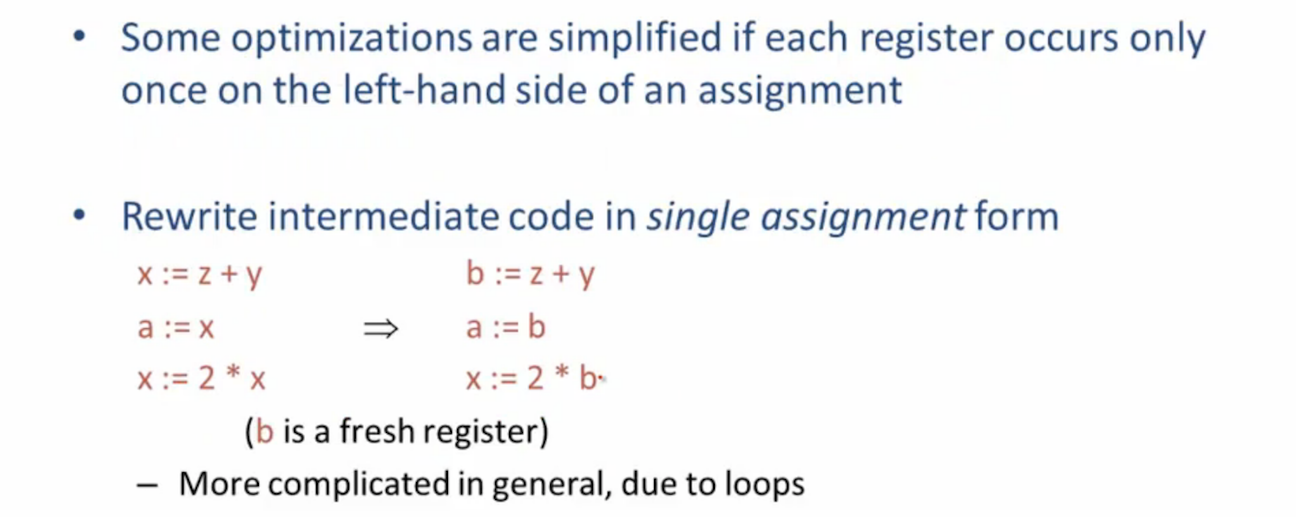 • Some optimizations are simplified if each register occurs only
once on the left-hand side of an assignment
• Rewrite intermediate code in single assignment form
x := z + y b := z + y
a := x ⇒ a := b
x := 2 * x x := 2 * b
(b is a fresh register)
– More complicated in general, due to loops